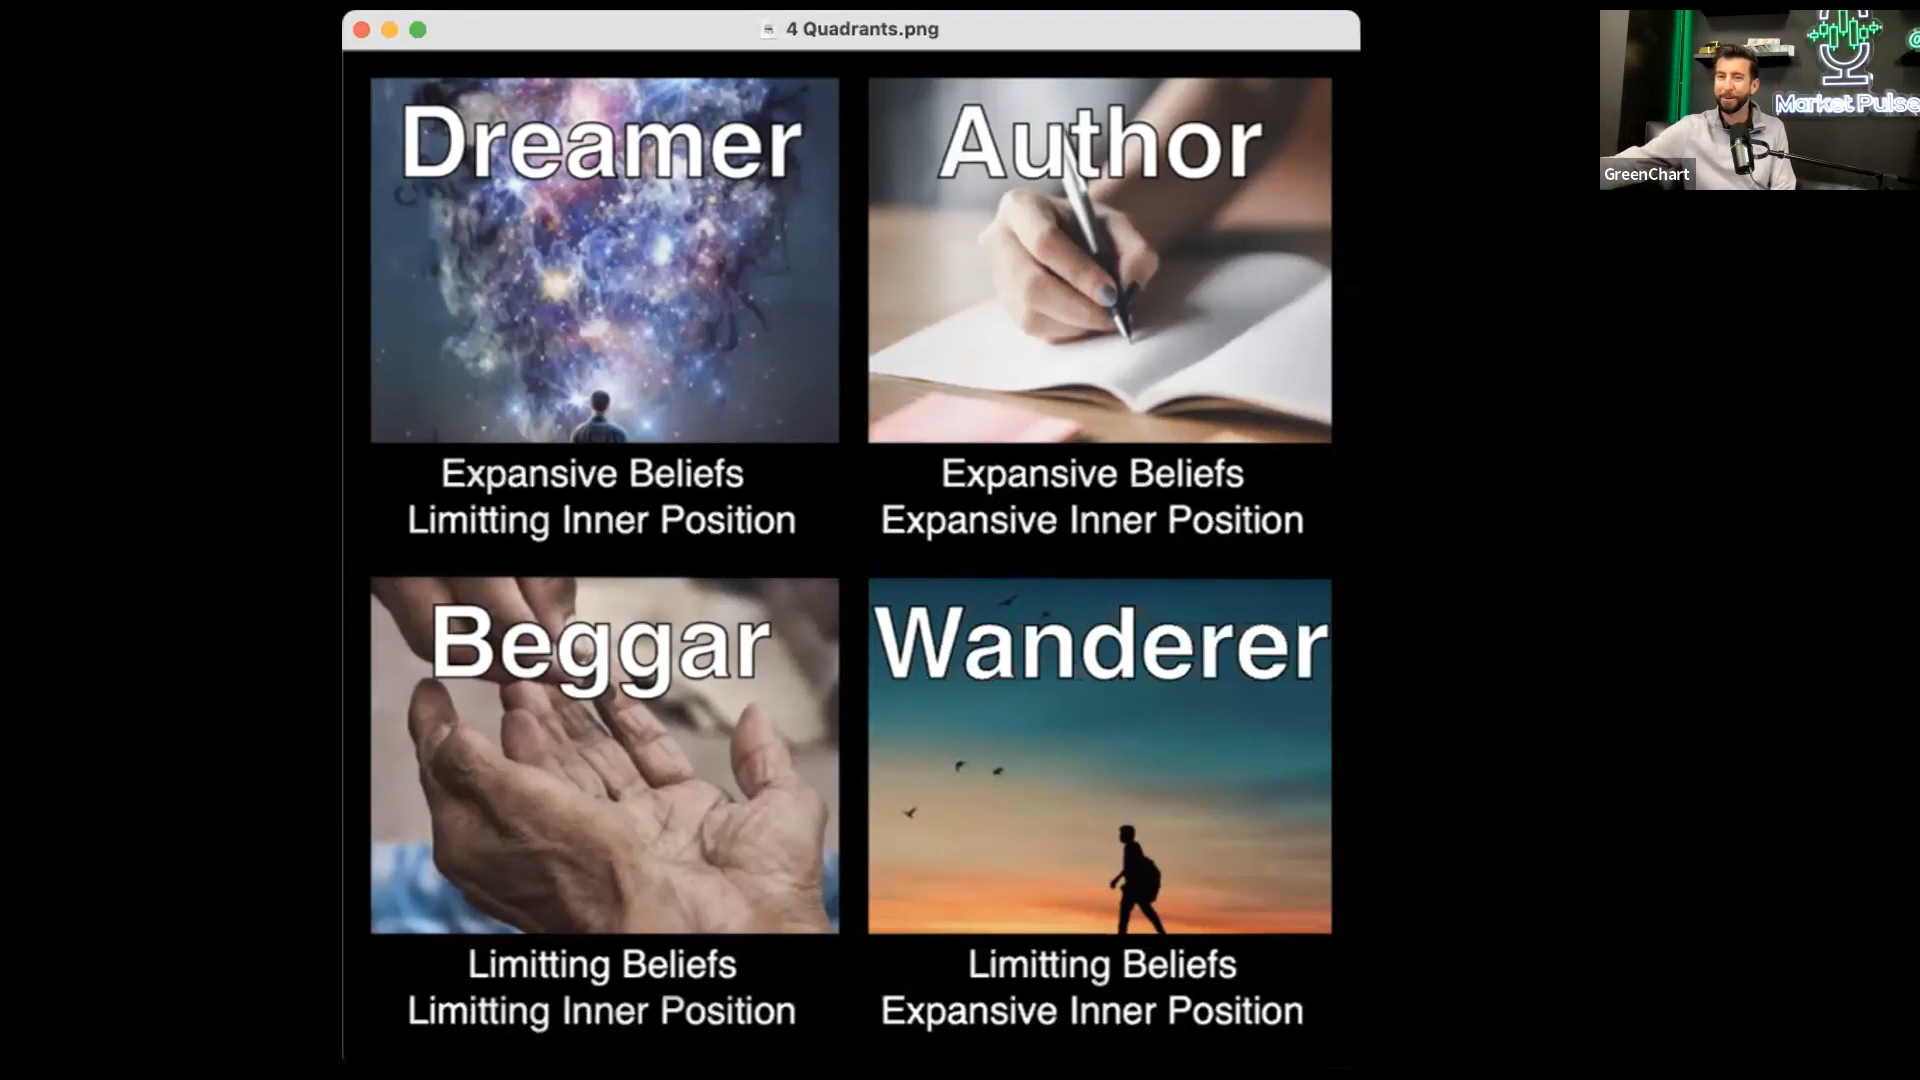 4 Quadrants.png
Dreamer
Expansive Beliefs
Limitting Inner Position
Author
Expansive Beliefs
Expansive Inner Position
Beggar
Limitting Beliefs
Limitting Inner Position
Wanderer
Limitting Beliefs
Expansive Inner Position
Market Pulse
@
GreenChart